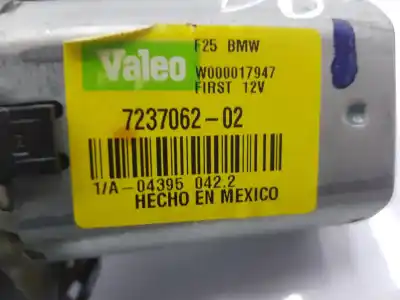 Valeo
F25 BMW
W000017947
FIRST 12V
7237062-02
1/A-04395 042.2
HECHO EN MEXICO